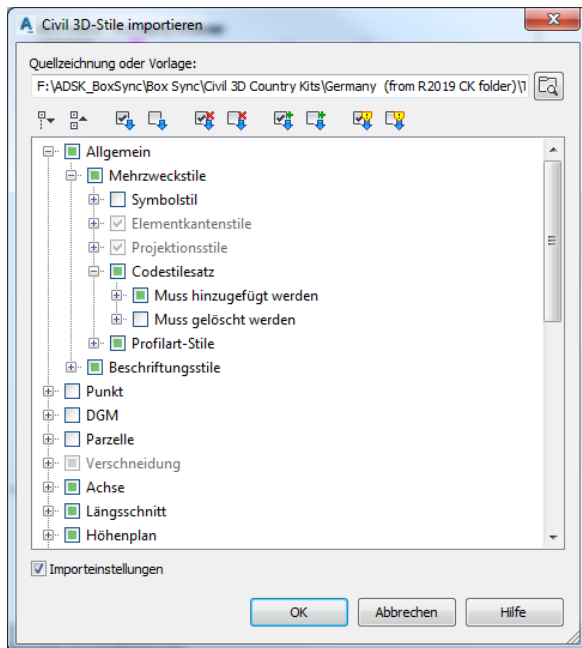 Civil 3D-Stile importieren
Quellzeichnung oder Vorlage:
F:\ADSK_BoxSync\Box Sync\Civil 3D Country Kits\Germany (from R2019 CK folder)\
Allgemein
Mehrzweckstile
Symbolstil
Elementkantenstile
Projektionsstile
Codestilesatz
Muss hinzugefügt werden
Muss gelöscht werden
Profilart-Stile
Beschriftungsstile
Punkt
DGM
Parzelle
Verschneidung
Achse
Längsschnitt
Höhenplan
Importeinstellungen
OK
Abbrechen
Hilfe